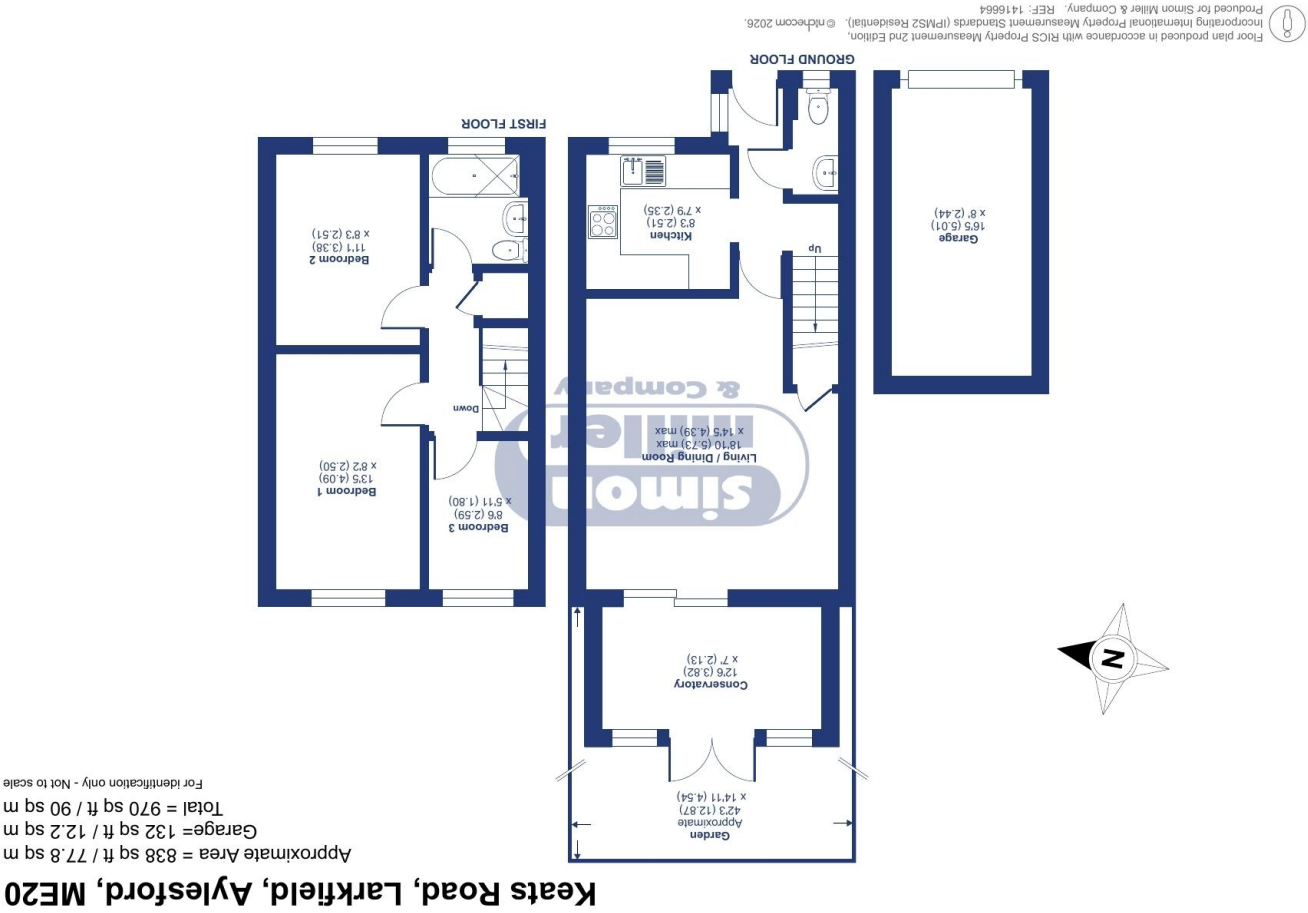 Keats Road, Larkfield, Aylesford, ME20
Approximate Area = 838 sq ft / 77.8 sq m
Garage= 132 sq ft / 12.2 sq m
Total = 970 sq ft / 90 sq m
For identification only - Not to scale
Garden
Approximate
42'3 (12.87)
x 14'11 (4.54)
N
Conservatory
12'6 (3.82)
x 7' (2.13)
simon
miller
& Company
Living / Dining Room
18'10 (5.73) max
x 14'5 (4.39) max
Up
Kitchen
8'3 (2.51)
x 7'9 (2.35)
GROUND FLOOR
Bedroom 3
8'6 (2.59)
x 5'11 (1.80)
Bedroom 1
13'5 (4.09)
x 8'2 (2.50)
Down
Bedroom 2
11'1 (3.38)
x 8'3 (2.51)
FIRST FLOOR
Garage
16'5 (5.01)
x 8' (2.44)
Floor plan produced in accordance with RICS Property Measurement 2nd Edition,
Incorporating International Property Measurement Standards (IPMS2 Residential). © nichecom 2026.
Produced for Simon Miller & Company. REF: 1416664